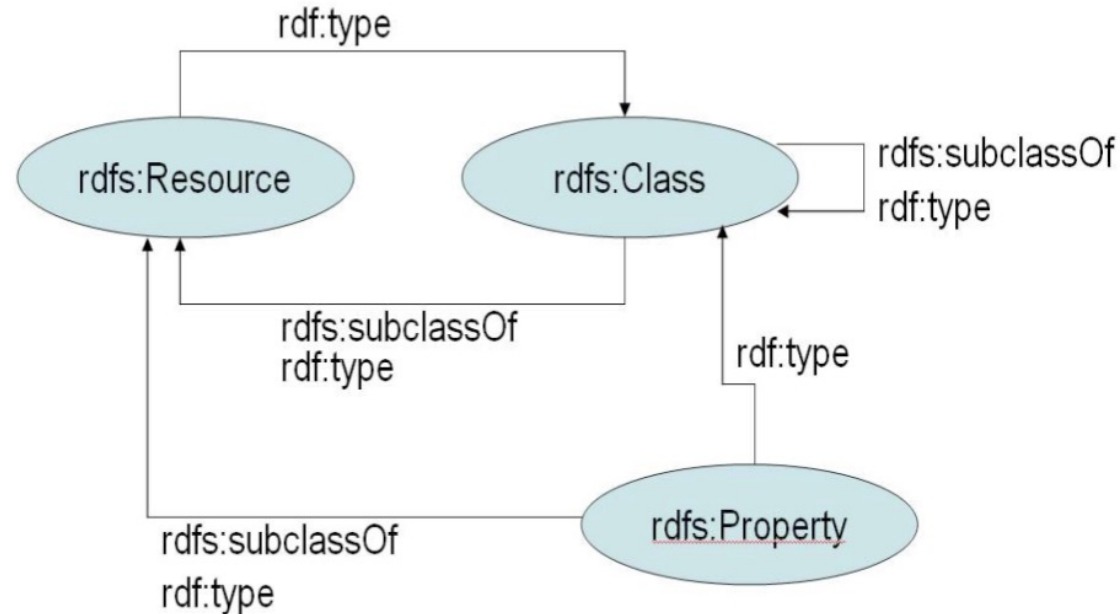 rdf:type
rdfs:Resource
rdfs:Class
rdfs:subclassOf
rdf:type
rdfs:subclassOf
rdf:type
rdf:type
rdfs:Property
rdfs:subclassOf
rdf:type